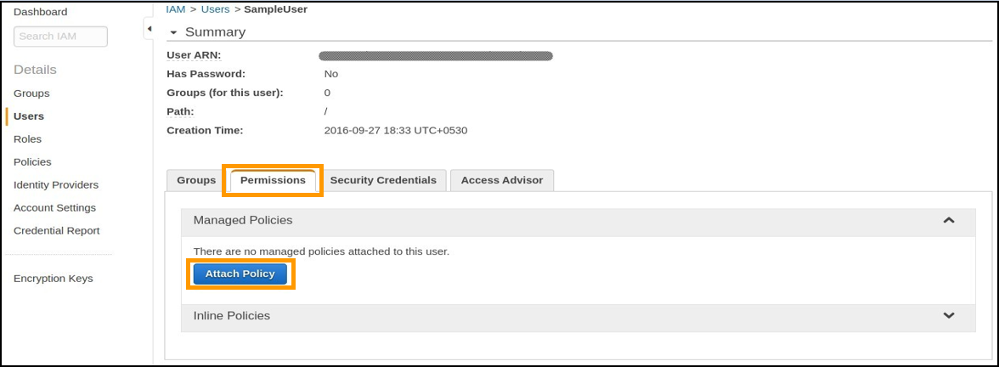 Dashboard
Search IAM
Details
Groups
Users
Roles
Policies
Identity Providers
Account Settings
Credential Report
Encryption Keys
IAM > Users > SampleUser
Summary
User ARN:
Has Password: No
Groups (for this user): 0
Path: /
Creation Time: 2016-09-27 18:33 UTC+0530
Groups Permissions Security Credentials Access Advisor
Managed Policies
There are no managed policies attached to this user.
Attach Policy
Inline Policies